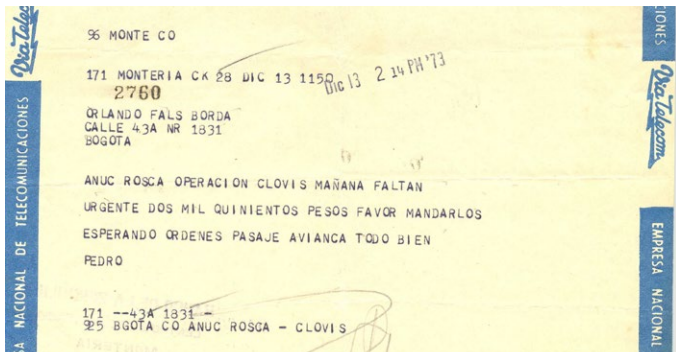 96 MONTE CO
171 MONTERIA CK 28 DIC 13 1150
Dic 13 2 14 PM '73
2760
ORLANDO FALS BORDA
CALLE 43A NR 1831
BOGOTA
ANUC ROSCA OPERACION CLOVIS MAÑANA FALTAN
URGENTE DOS MIL QUINIENTOS PESOS FAVOR MANDARLOS
ESPERANDO ORDENES PASAJE AVIANCA TODO BIEN
PEDRO
171 --43A 1831 -
925 BGOTA CO ANUC ROSCA - CLOVIS
Via Telecom
NACIONAL DE TELECOMUNICACIONES
IONES
Via Telecom
EMPRESA NACIONAL